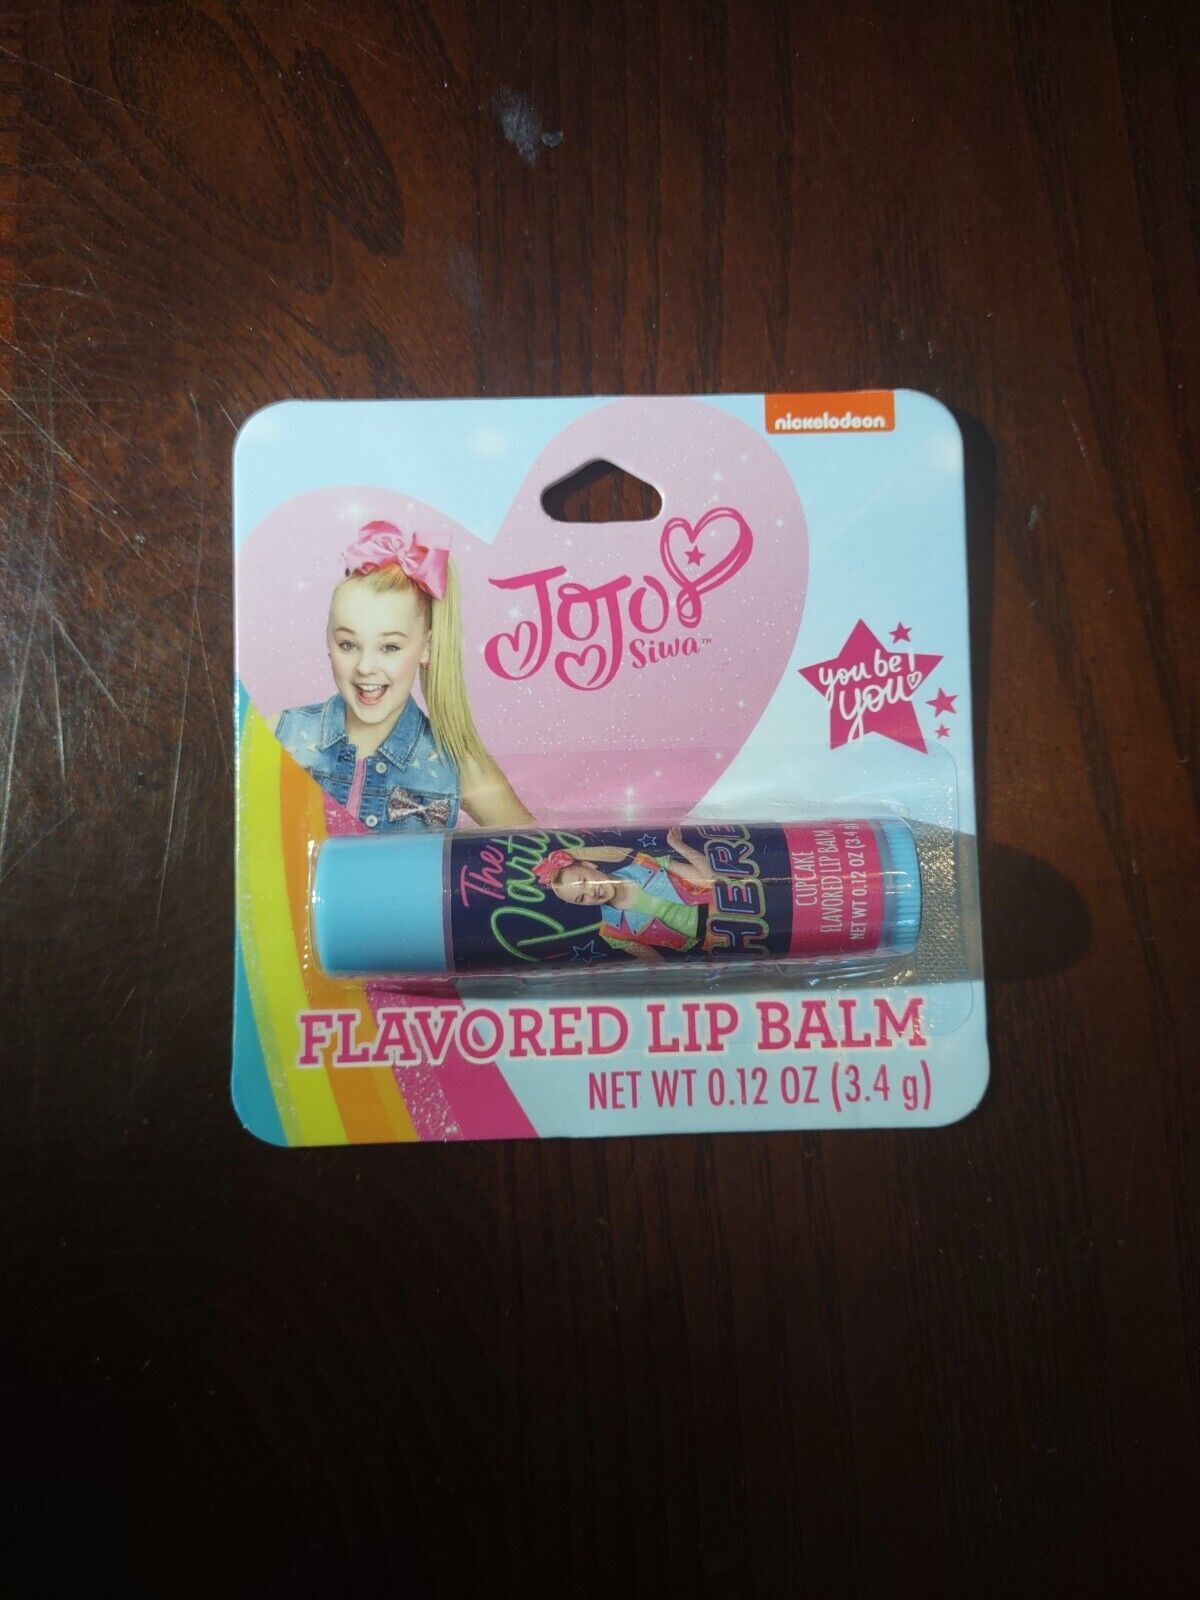 nickelodeon
JoJo
Siwa™
you be
you!
The
Party
HERE
CUPCAKE
FLAVORED LIP BALM
NET WT 0.12 OZ (3.4 g)
FLAVORED LIP BALM
NET WT 0.12 OZ (3.4 g)